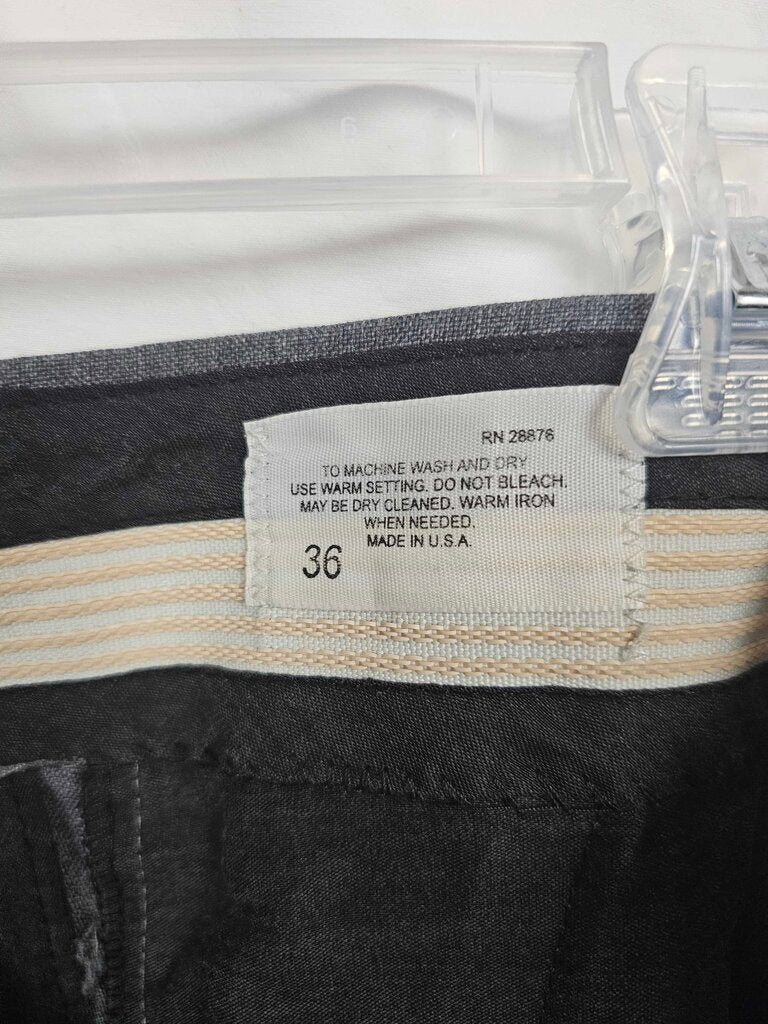 RN 28876
TO MACHINE WASH AND DRY
USE WARM SETTING. DO NOT BLEACH.
MAY BE DRY CLEANED. WARM IRON
WHEN NEEDED.
MADE IN U.S.A.
36